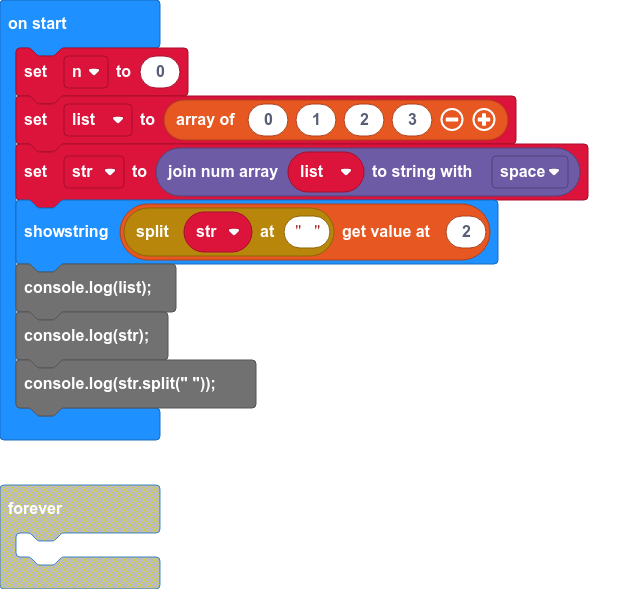 on start
set n to 0
set list to array of 0 1 2 3
set str to join num array list to string with space
showstring split str at " " get value at 2
console.log(list);
console.log(str);
console.log(str.split(" "));
forever